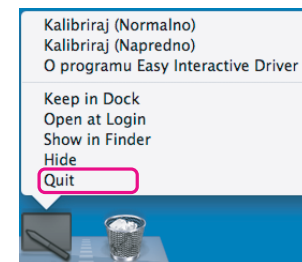 Kalibriraj (Normalno)
Kalibriraj (Napredno)
O programu Easy Interactive Driver
Keep in Dock
Open at Login
Show in Finder
Hide
Quit